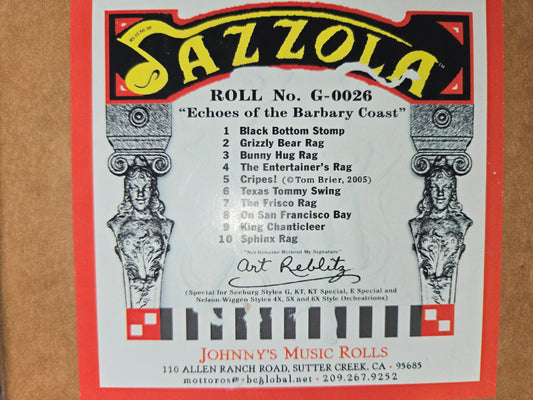 JAZZOLA™
ROLL No. G-0026
"Echoes of the Barbary Coast"
1 Black Bottom Stomp
2 Grizzly Bear Rag
3 Bunny Hug Rag
4 The Entertainer's Rag
5 Cripes! (©Tom Brier, 2005)
6 Texas Tommy Swing
7 The Frisco Rag
8 On San Francisco Bay
9 King Chanticleer
10 Sphinx Rag
"Not Genuine Without My Signature"
Art Reblitz
(Special for Seeburg Styles G, KT, KT Special, E Special and
Nelson-Wiggen Styles 4X, 5X and 6X Style Orchestrions)
JOHNNY'S MUSIC ROLLS
110 ALLEN RANCH ROAD, SUTTER CREEK, CA - 95685
mottoros@sbcglobal.net - 209.267.9252